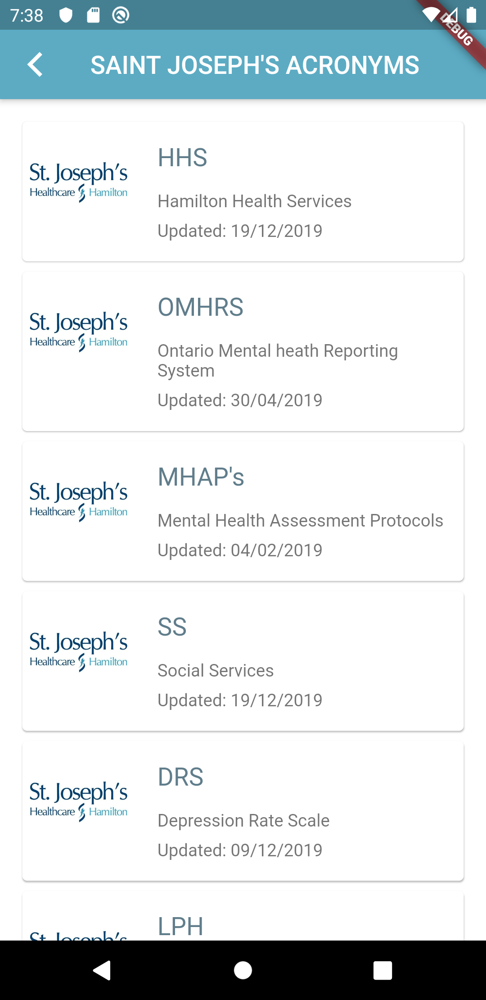 7:38
DEBUG
SAINT JOSEPH'S ACRONYMS
St. Joseph's
Healthcare Hamilton
HHS
Hamilton Health Services
Updated: 19/12/2019
St. Joseph's
Healthcare Hamilton
OMHRS
Ontario Mental heath Reporting
System
Updated: 30/04/2019
St. Joseph's
Healthcare Hamilton
MHAP's
Mental Health Assessment Protocols
Updated: 04/02/2019
St. Joseph's
Healthcare Hamilton
SS
Social Services
Updated: 19/12/2019
St. Joseph's
Healthcare Hamilton
DRS
Depression Rate Scale
Updated: 09/12/2019
St. Joseph's
LPH